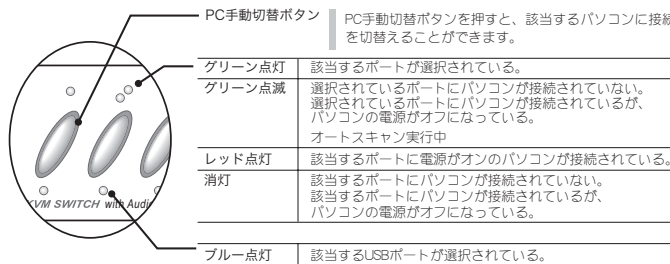 PC手動切替ボタン
PC手動切替ボタンを押すと、該当するパソコンに接続
を切替えることができます。
グリーン点灯 該当するポートが選択されている。
グリーン点滅 選択されているポートにパソコンが接続されていない。
選択されているポートにパソコンが接続されているが、
パソコンの電源がオフになっている。
オートスキャン実行中
レッド点灯 該当するポートに電源がオンのパソコンが接続されている。
消灯 該当するポートにパソコンが接続されていない。
該当するポートにパソコンが接続されているが、
パソコンの電源がオフになっている。
KVM SWITCH with Audi
ブルー点灯 該当するUSBポートが選択されている。